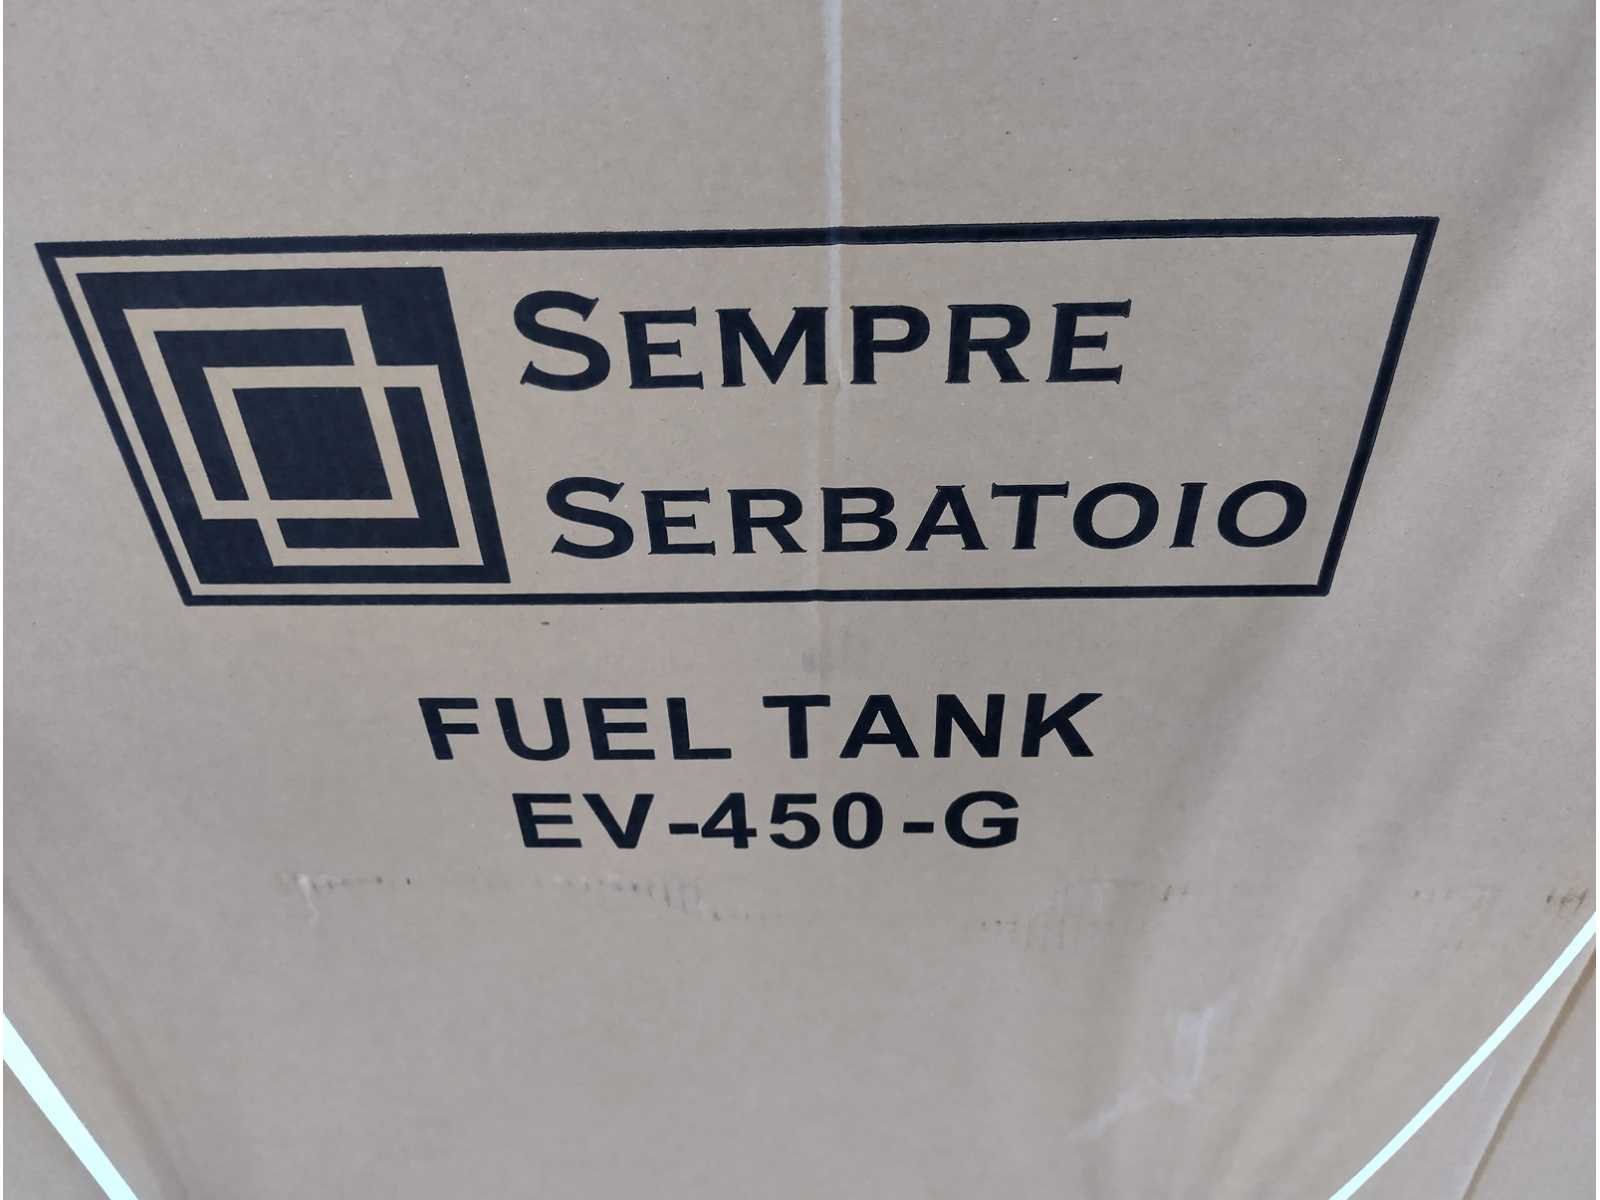 SEMPRE
SERBATOIO
FUEL TANK
EV-450-G